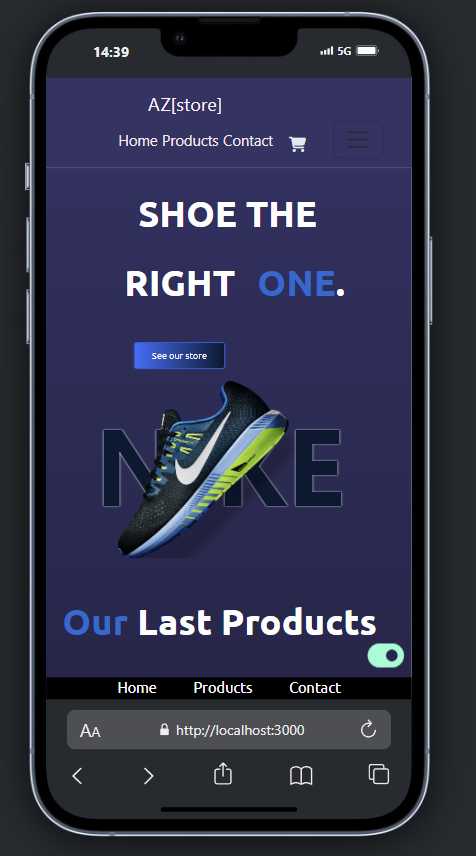 14:39 5G
AZ[store]
Home Products Contact
SHOE THE
RIGHT ONE.
See our store
N KE
Our Last Products
Home Products Contact
AA http://localhost:3000